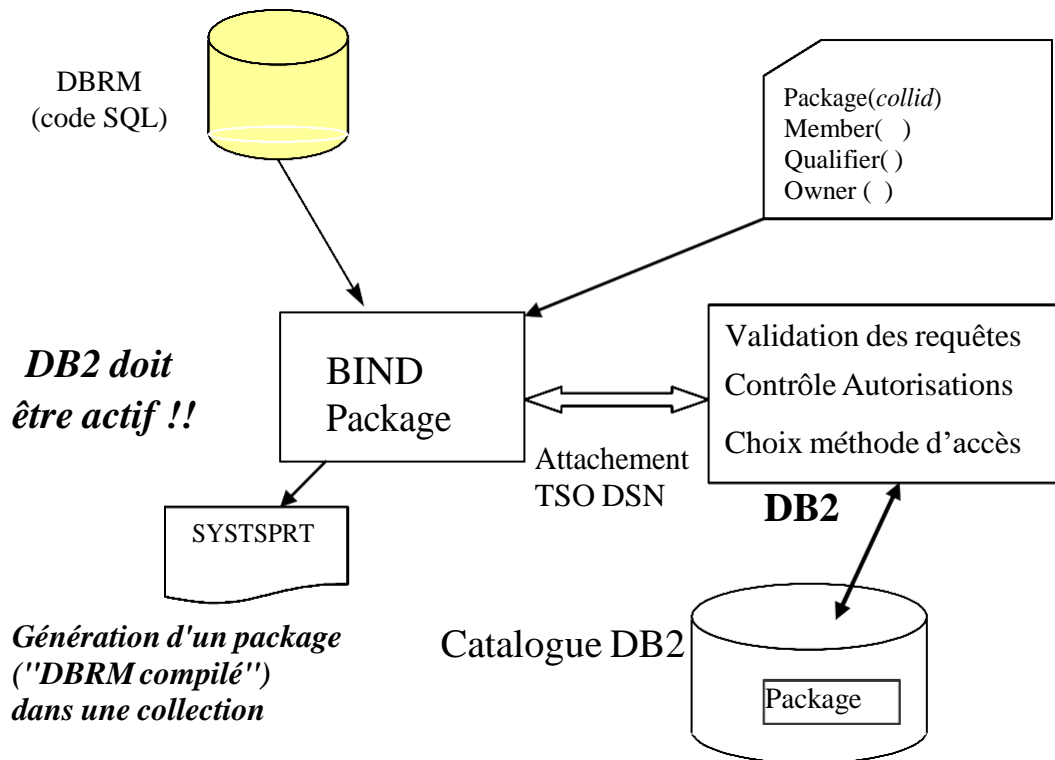 DBRM
(code SQL)
Package(collid)
Member(   )
Qualifier( )
Owner (  )
DB2 doit
être actif !!
BIND
Package
Validation des requêtes
Contrôle Autorisations
Choix méthode d'accès
Attachement
TSO DSN
DB2
SYSTSPRT
Génération d'un package
("DBRM compilé")
dans une collection
Catalogue DB2
Package